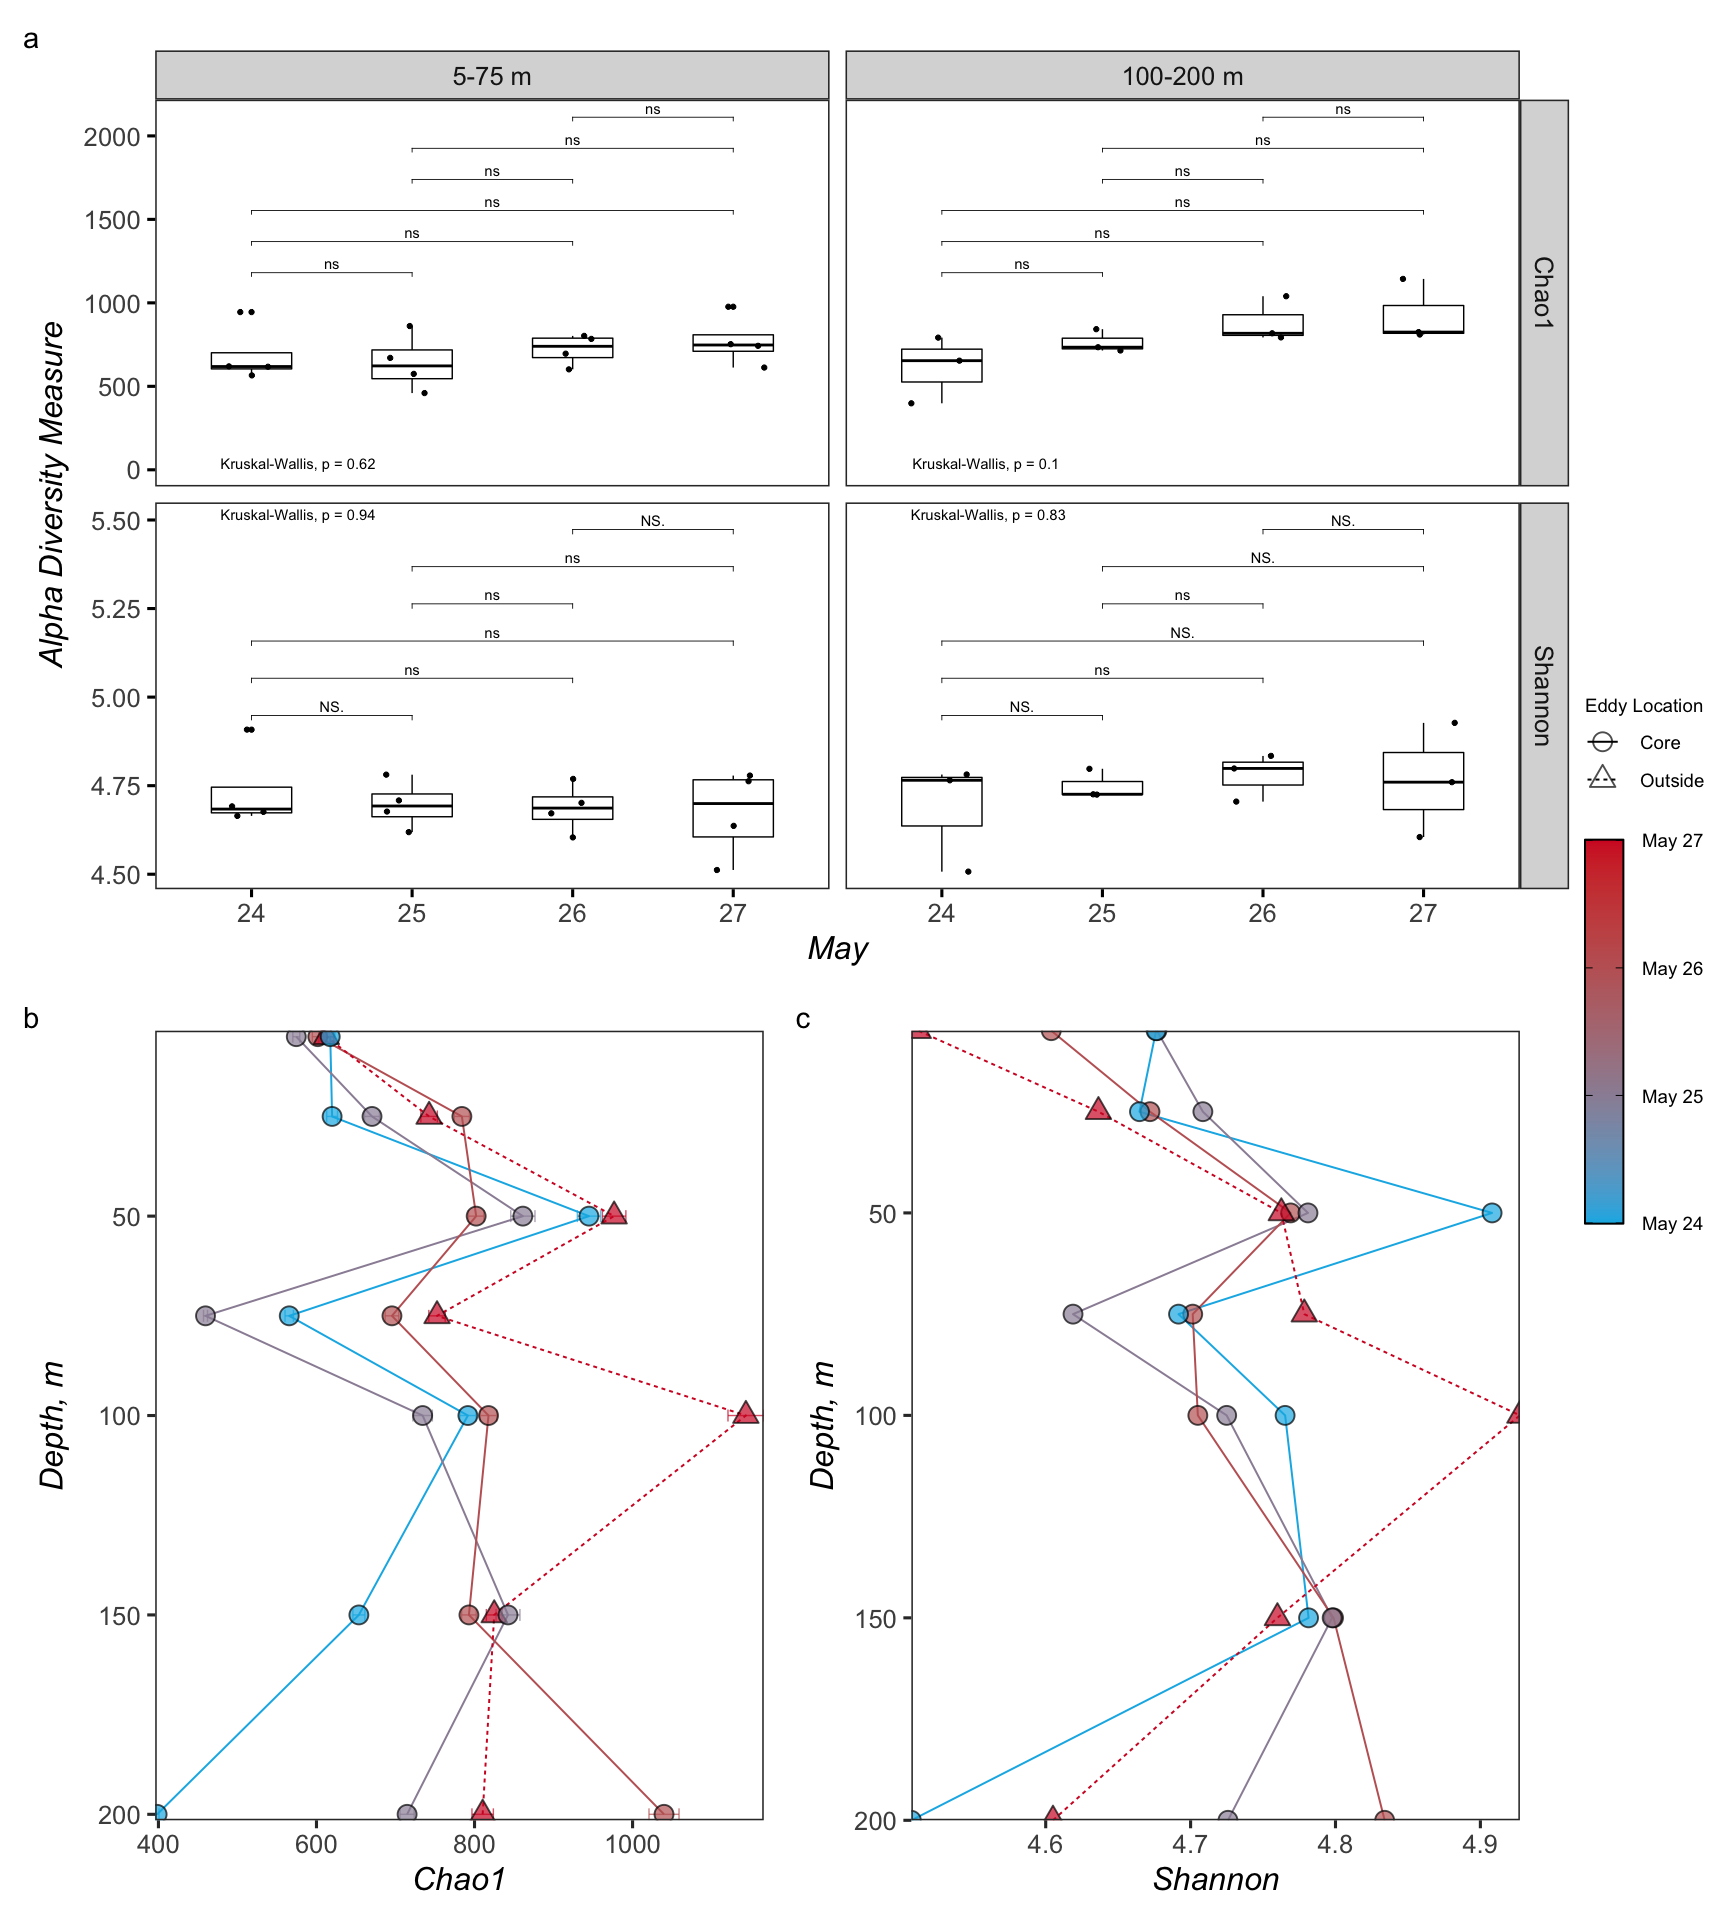 a
5-75 m
100-200 m
Alpha Diversity Measure
2000
1500
1000
500
0
ns
ns
ns
ns
ns
ns
Kruskal-Wallis, p = 0.62
ns
ns
ns
ns
ns
ns
Kruskal-Wallis, p = 0.1
Chao1
5.50
5.25
5.00
4.75
4.50
Kruskal-Wallis, p = 0.94
NS.
ns
ns
ns
ns
NS.
Kruskal-Wallis, p = 0.83
NS.
NS.
ns
NS.
ns
NS.
Shannon
24 25 26 27
24 25 26 27
May
Eddy Location
Core
Outside
May 27
May 26
May 25
May 24
b
Depth, m
50
100
150
200
400 600 800 1000
Chao1
c
Depth, m
50
100
150
200
4.6 4.7 4.8 4.9
Shannon